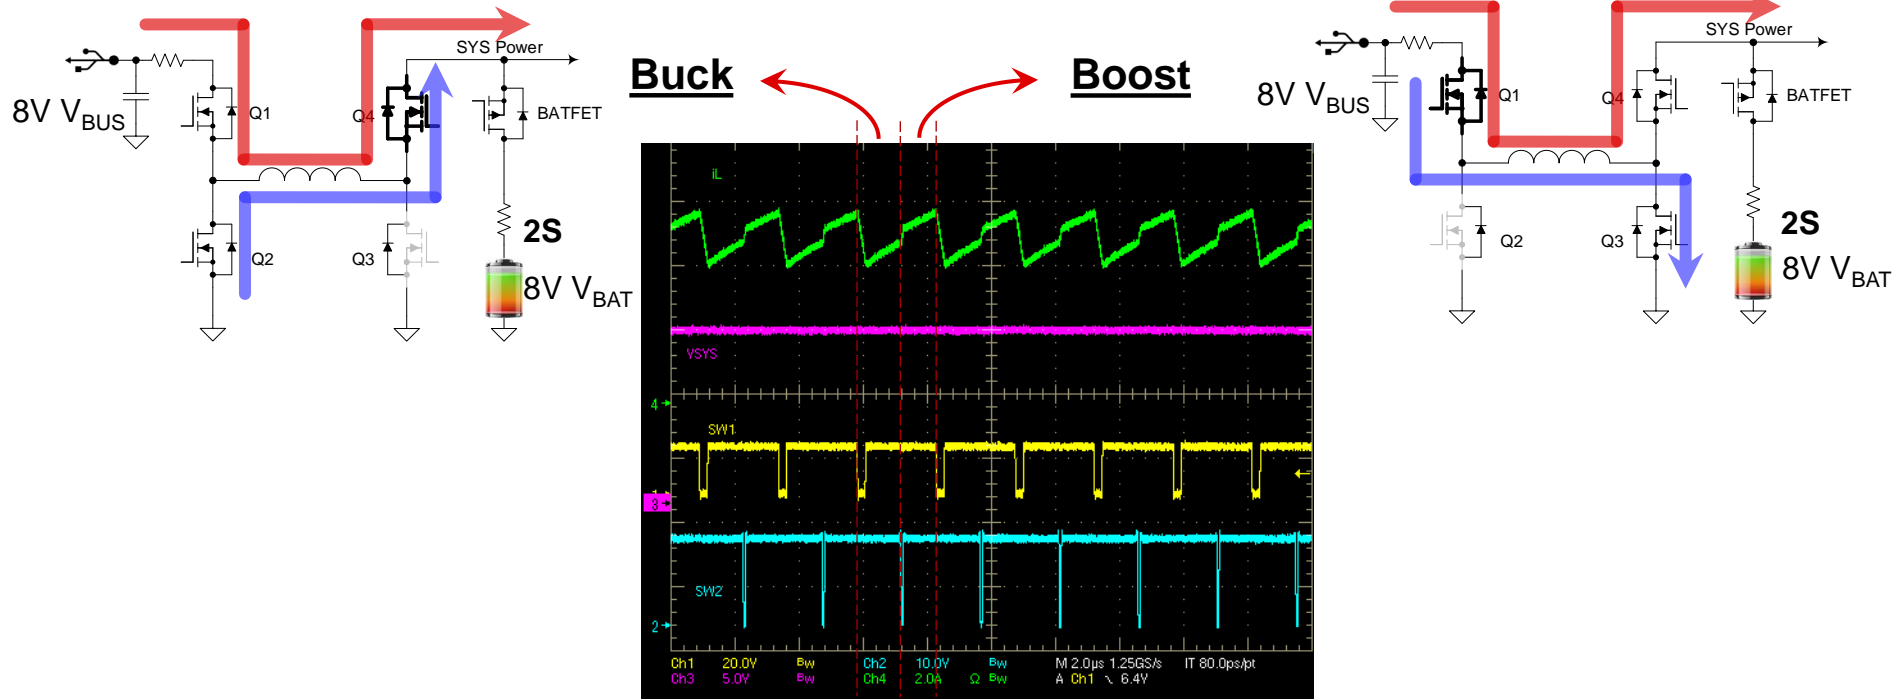 SYS Power
8V VBUS
Q1
Q4
BATFET
Q2
Q3
2S
8V VBAT
Buck
Boost
iL
VSYS
4
SW1
1
3
SW2
2
Ch1 20.0V Bw Ch2 10.0V Bw M 2.0µs 1.25GS/s IT 80.0ps/pt
Ch3 5.0V Bw Ch4 2.0A Ω Bw A Ch1 \ 6.4V
SYS Power
8V VBUS
Q1
Q4
BATFET
Q2
Q3
2S
8V VBAT